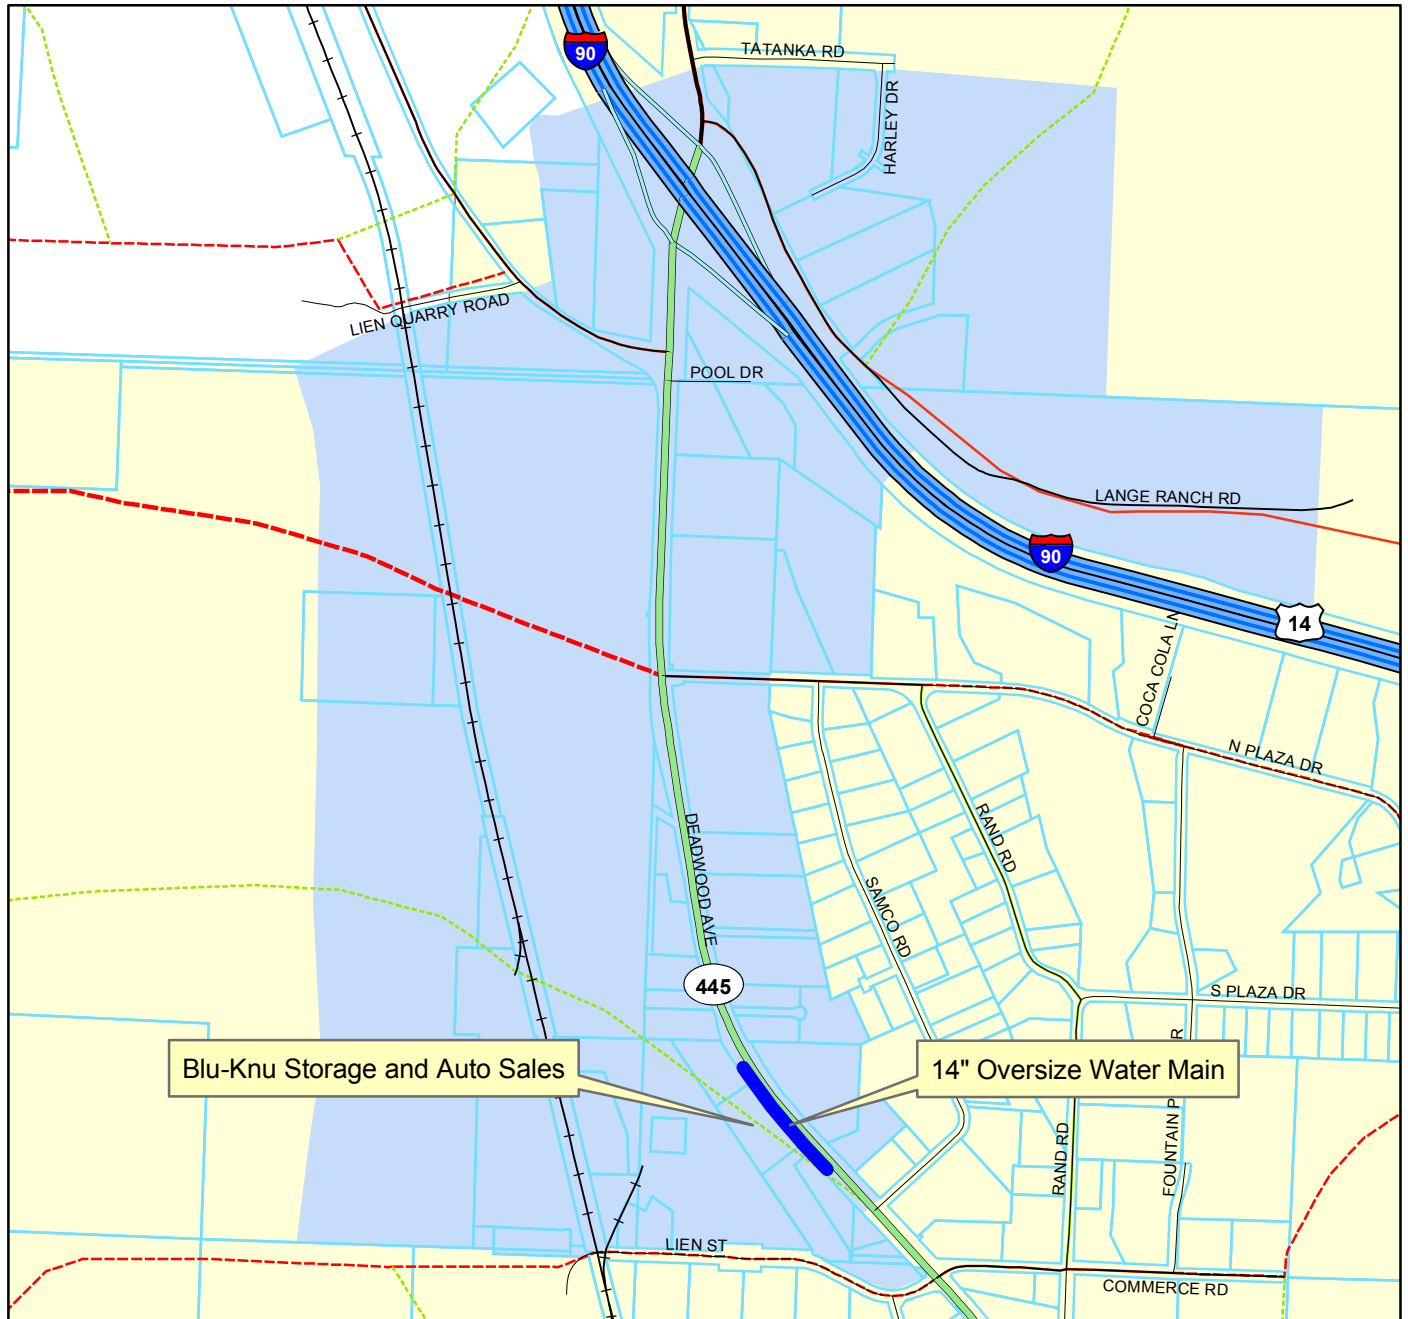 90
TATANKA RD
HARLEY DR
LIEN QUARRY ROAD
POOL DR
LANGE RANCH RD
90
14
COCA COLA LN
N PLAZA DR
DEADWOOD AVE
RAND RD
SAMCO RD
445
S PLAZA DR
Blu-Knu Storage and Auto Sales
14" Oversize Water Main
FOUNTAIN P
R
RAND RD
LIEN ST
COMMERCE RD